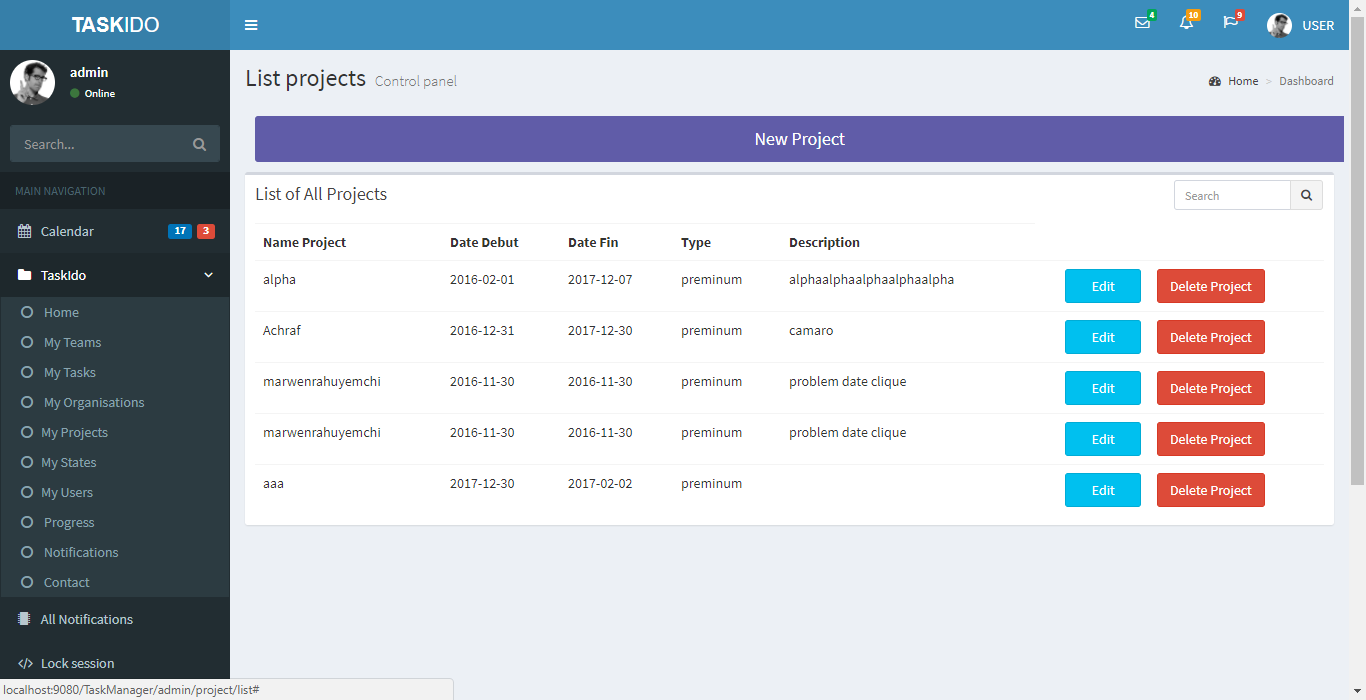 TASKIDO
4
10
9
USER
admin
Online
Search...
MAIN NAVIGATION
Calendar 17 3
TaskIdo
Home
My Teams
My Tasks
My Organisations
My Projects
My States
My Users
Progress
Notifications
Contact
All Notifications
Lock session
List projects Control panel
Home > Dashboard
New Project
List of All Projects
Search
Name Project Date Debut Date Fin Type Description
alpha 2016-02-01 2017-12-07 preminum alphaalphaalphaalphaalpha Edit Delete Project
Achraf 2016-12-31 2017-12-30 preminum camaro Edit Delete Project
marwenrahuyemchi 2016-11-30 2016-11-30 preminum problem date clique Edit Delete Project
marwenrahuyemchi 2016-11-30 2016-11-30 preminum problem date clique Edit Delete Project
aaa 2017-12-30 2017-02-02 preminum Edit Delete Project
localhost:9080/TaskManager/admin/project/list#